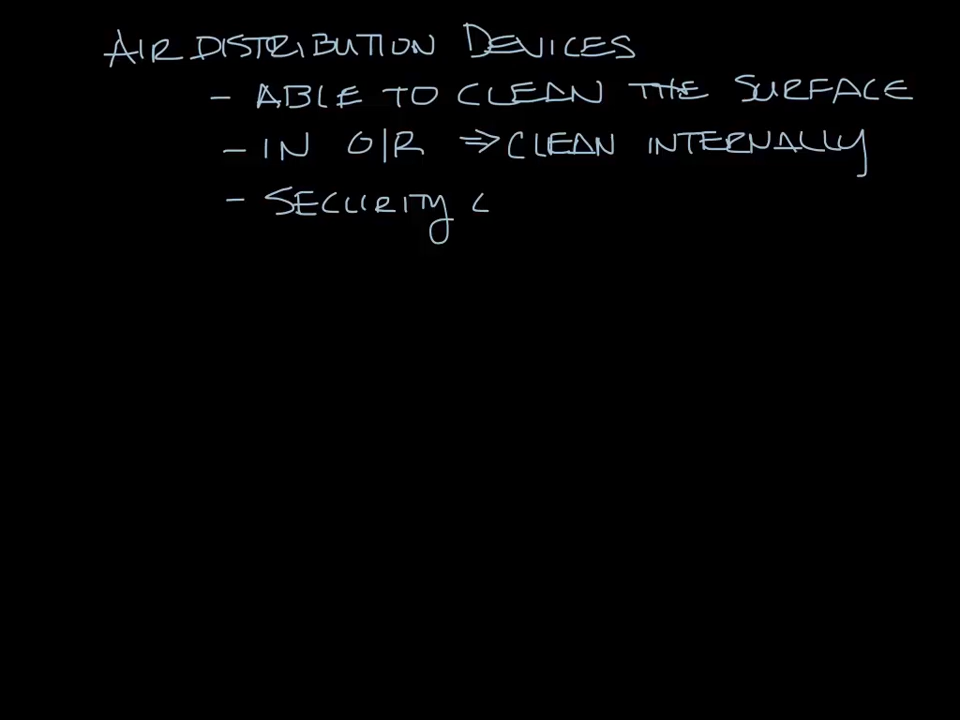 AIR DISTRIBUTION DEVICES
- ABLE TO CLEAN THE SURFACE
- IN O/R ⇒ CLEAN INTERNALLY
- SECURITY